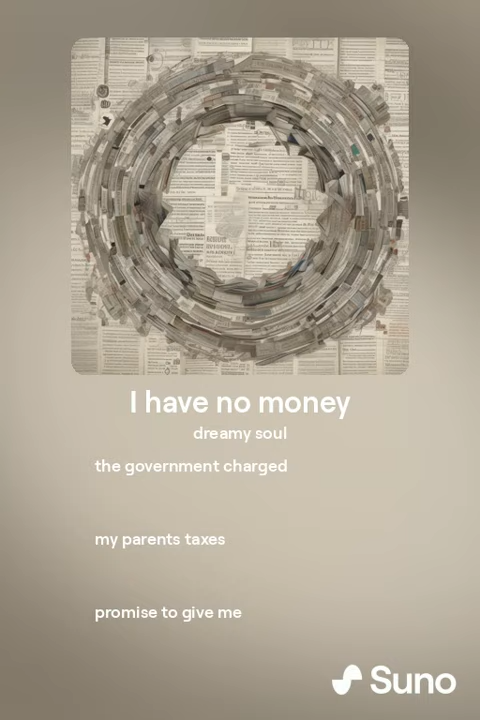 I have no money
dreamy soul
the government charged
my parents taxes
promise to give me
Suno